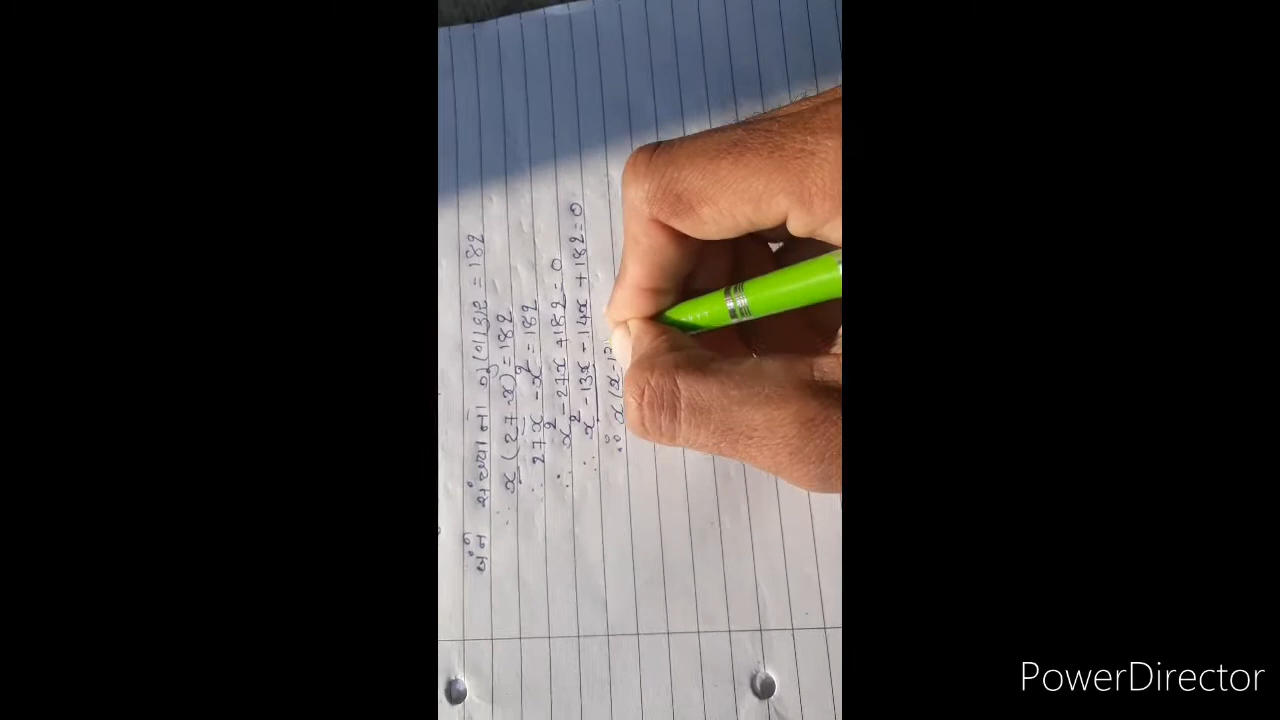 બંને સંખ્યા નો ગુણાકાર = 182
∴ x (27-x) = 182
∴ 27x - x² = 182
∴ x² - 27x + 182 = 0
∴ x² - 13x - 14x + 182 = 0
∴ x (x - 13
PowerDirector